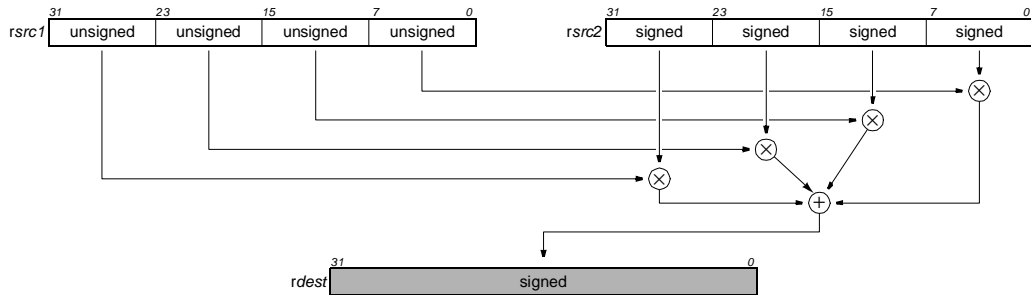 31 23 15 7 0 31 23 15 7 0
rsrc1 unsigned unsigned unsigned unsigned rsrc2 signed signed signed signed
× × × ×
+
31 0
rdest signed